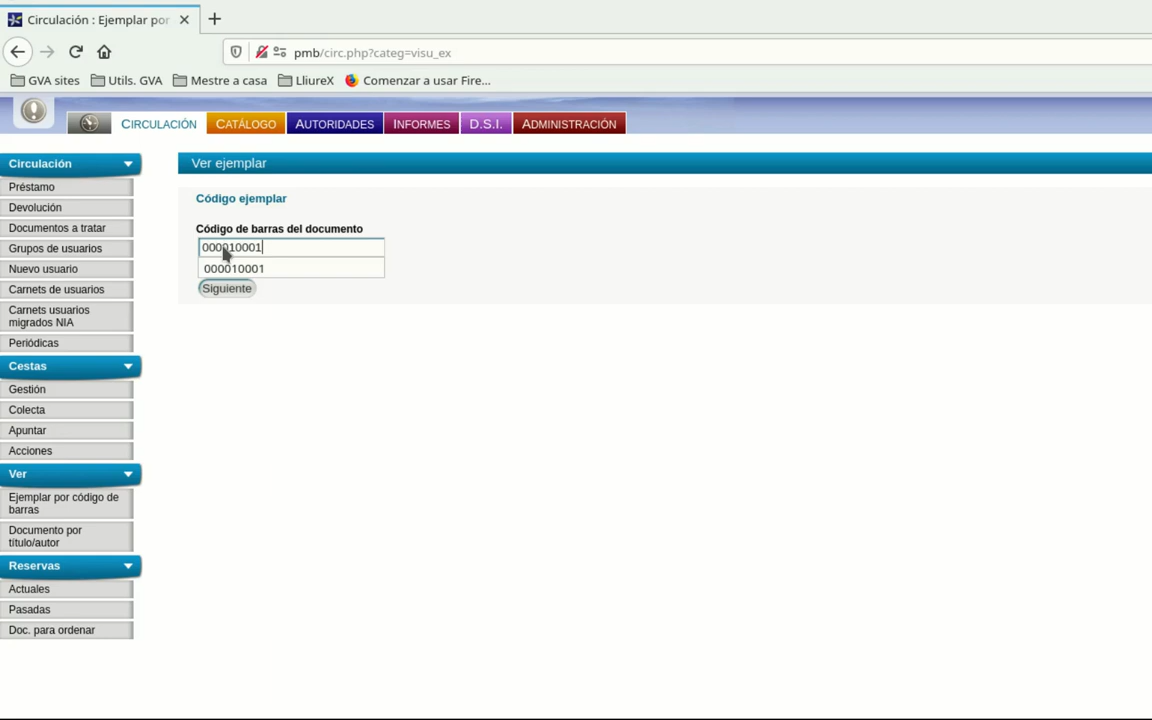 Circulación : Ejemplar por
pmb/circ.php?categ=visu_ex
GVA sites Utils. GVA Mestre a casa LliureX Comenzar a usar Fire...
CIRCULACIÓN CATÁLOGO AUTORIDADES INFORMES D.S.I. ADMINISTRACIÓN
Circulación
Préstamo
Devolución
Documentos a tratar
Grupos de usuarios
Nuevo usuario
Carnets de usuarios
Carnets usuarios
migrados NIA
Periódicas
Cestas
Gestión
Colecta
Apuntar
Acciones
Ver
Ejemplar por código de
barras
Documento por
título/autor
Reservas
Actuales
Pasadas
Doc. para ordenar
Ver ejemplar
Código ejemplar
Código de barras del documento
000010001
000010001
Siguiente